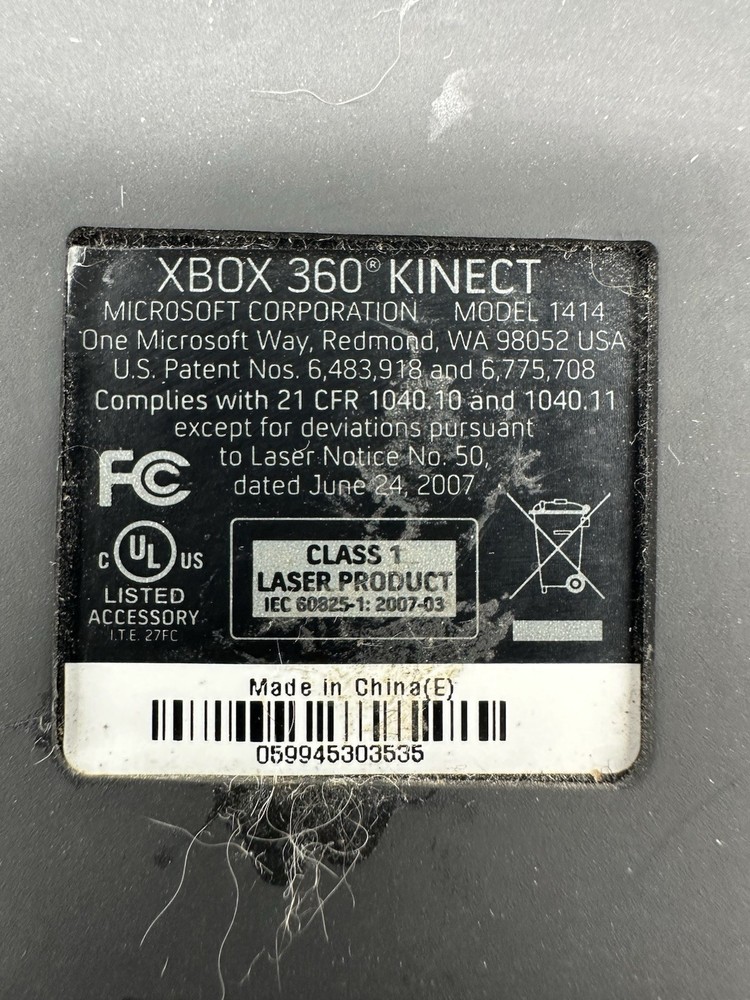 XBOX 360® KINECT
MICROSOFT CORPORATION MODEL 1414
One Microsoft Way, Redmond, WA 98052 USA
U.S. Patent Nos. 6,483,918 and 6,775,708
Complies with 21 CFR 1040.10 and 1040.11
except for deviations pursuant
to Laser Notice No. 50,
dated June 24, 2007
FC
C UL US
LISTED
ACCESSORY
I.T.E. 27FC
CLASS 1
LASER PRODUCT
IEC 60825-1: 2007-03
Made in China(E)
059945303535